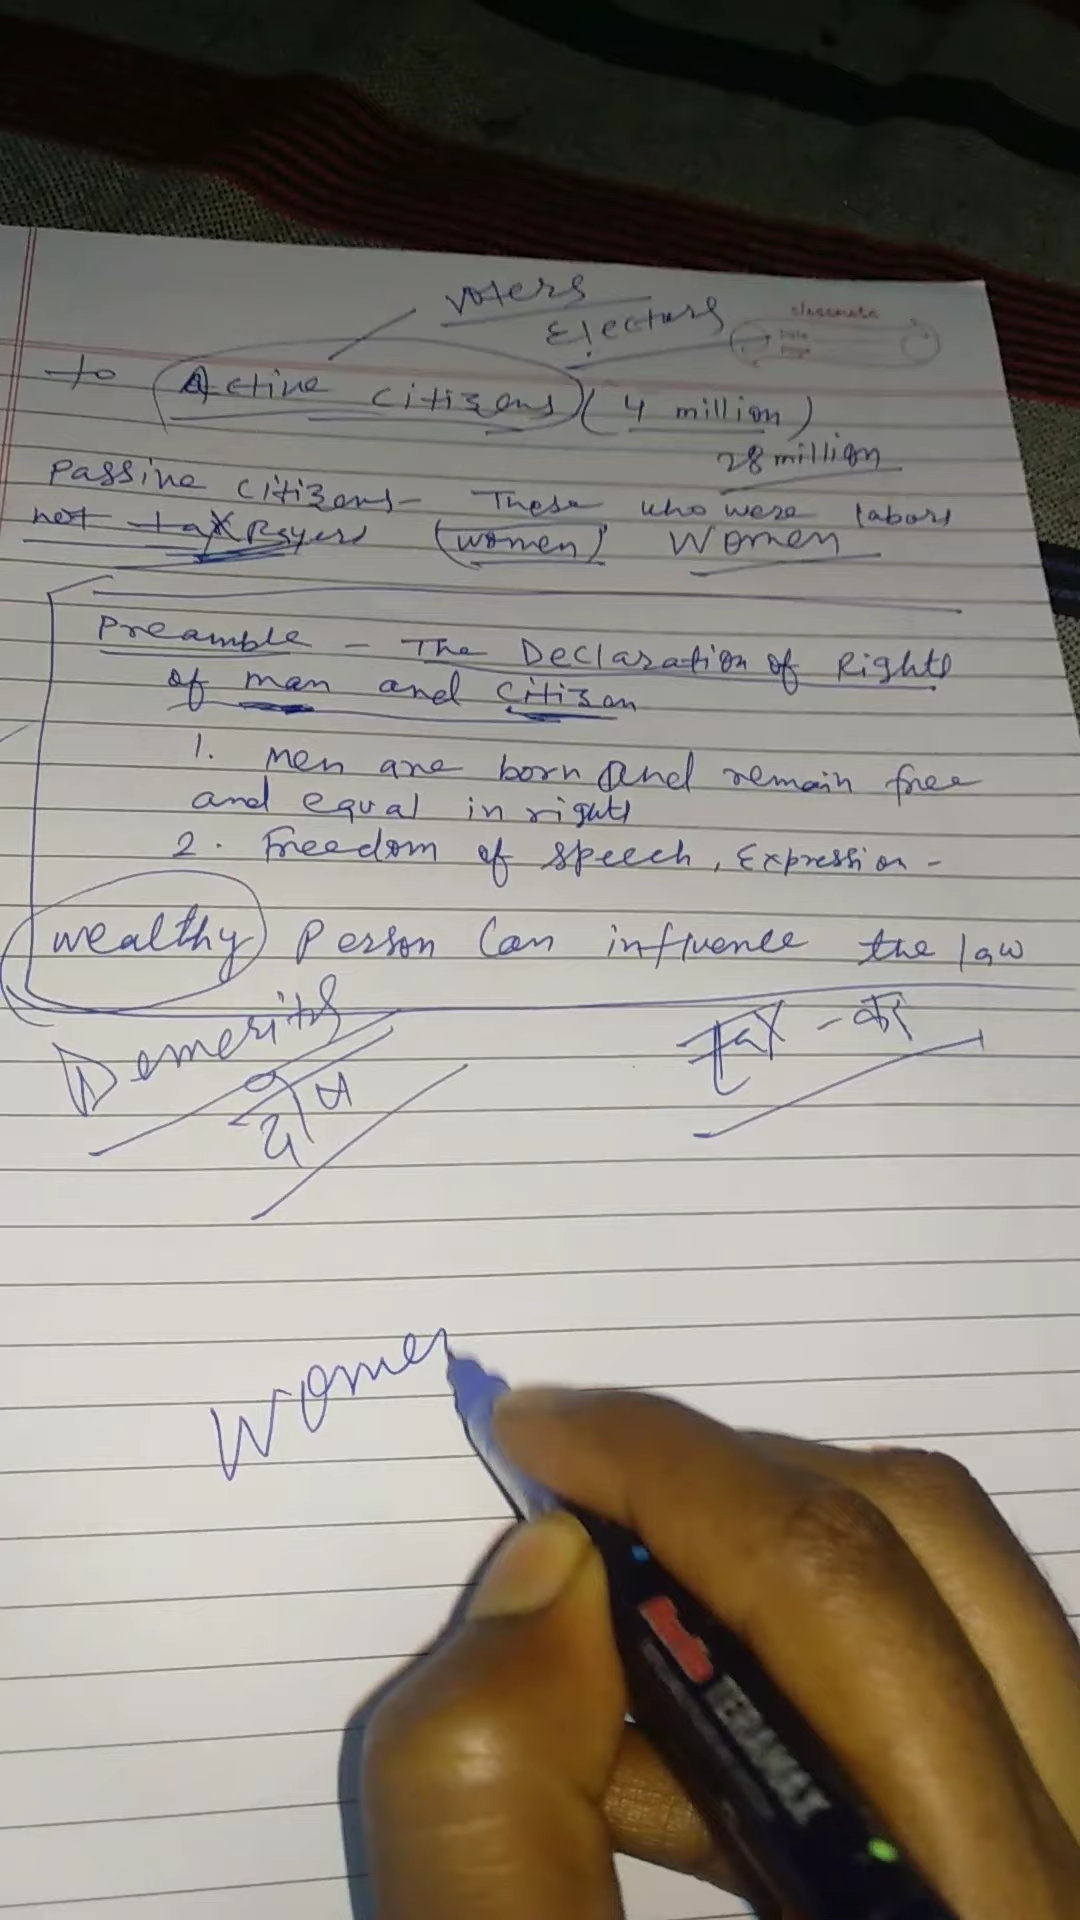 voters
Electors
classmate
Date
Page
to Active citizens (4 million)
28 million
Passive citizens- These who were labors
not taxpayers (women) Women
Preamble - The Declaration of Rights
of man and citizen
1. Men are born and remain free
and equal in rights
2. Freedom of speech, Expression -
wealthy Person Can influence the law
Demerits
tax - कर
Women